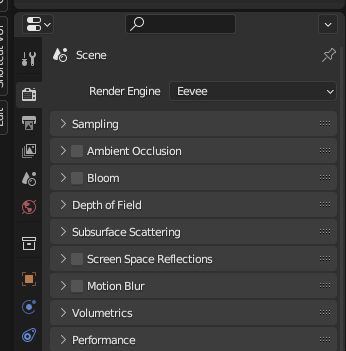 Shortcut VUr
Edit
Scene
Render Engine
Eevee
Sampling
Ambient Occlusion
Bloom
Depth of Field
Subsurface Scattering
Screen Space Reflections
Motion Blur
Volumetrics
Performance